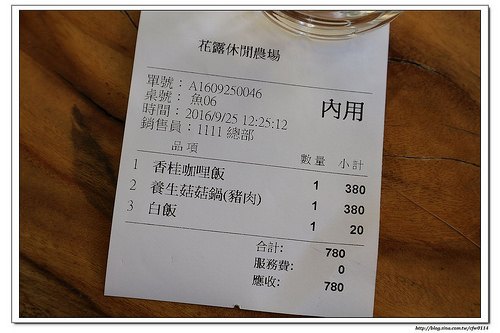 花露休閒農場
單號：A1609250046
桌號：魚06
內用
時間：2016/9/25 12:25:12
銷售員：1111 總部
品項 數量 小計
1 香桂咖哩飯 1 380
2 養生菇菇鍋(豬肉) 1 380
3 白飯 1 20
合計: 780
服務費: 0
應收: 780
http://blog.xina.com.tw/cfw0114